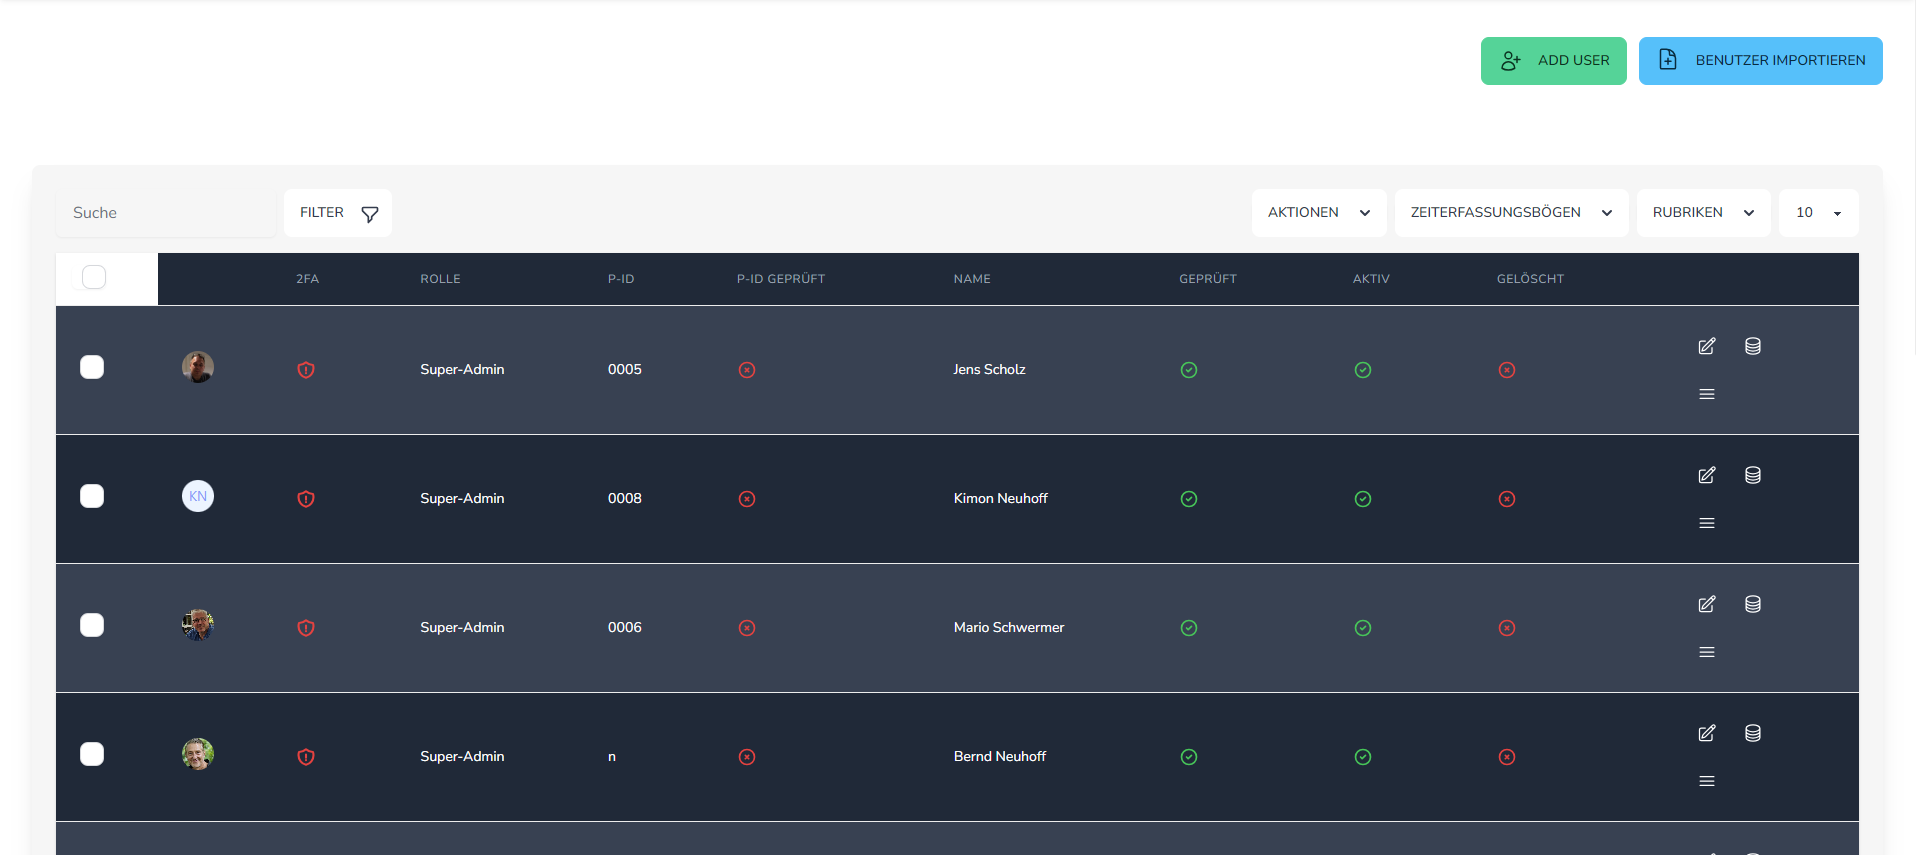 ADD USER
BENUTZER IMPORTIEREN
Suche
FILTER
AKTIONEN
ZEITERFASSUNGSBÖGEN
RUBRIKEN
10
2FA ROLLE P-ID P-ID GEPRÜFT NAME GEPRÜFT AKTIV GELÖSCHT
Super-Admin 0005 Jens Scholz
KN Super-Admin 0008 Kimon Neuhoff
Super-Admin 0006 Mario Schwermer
Super-Admin n Bernd Neuhoff